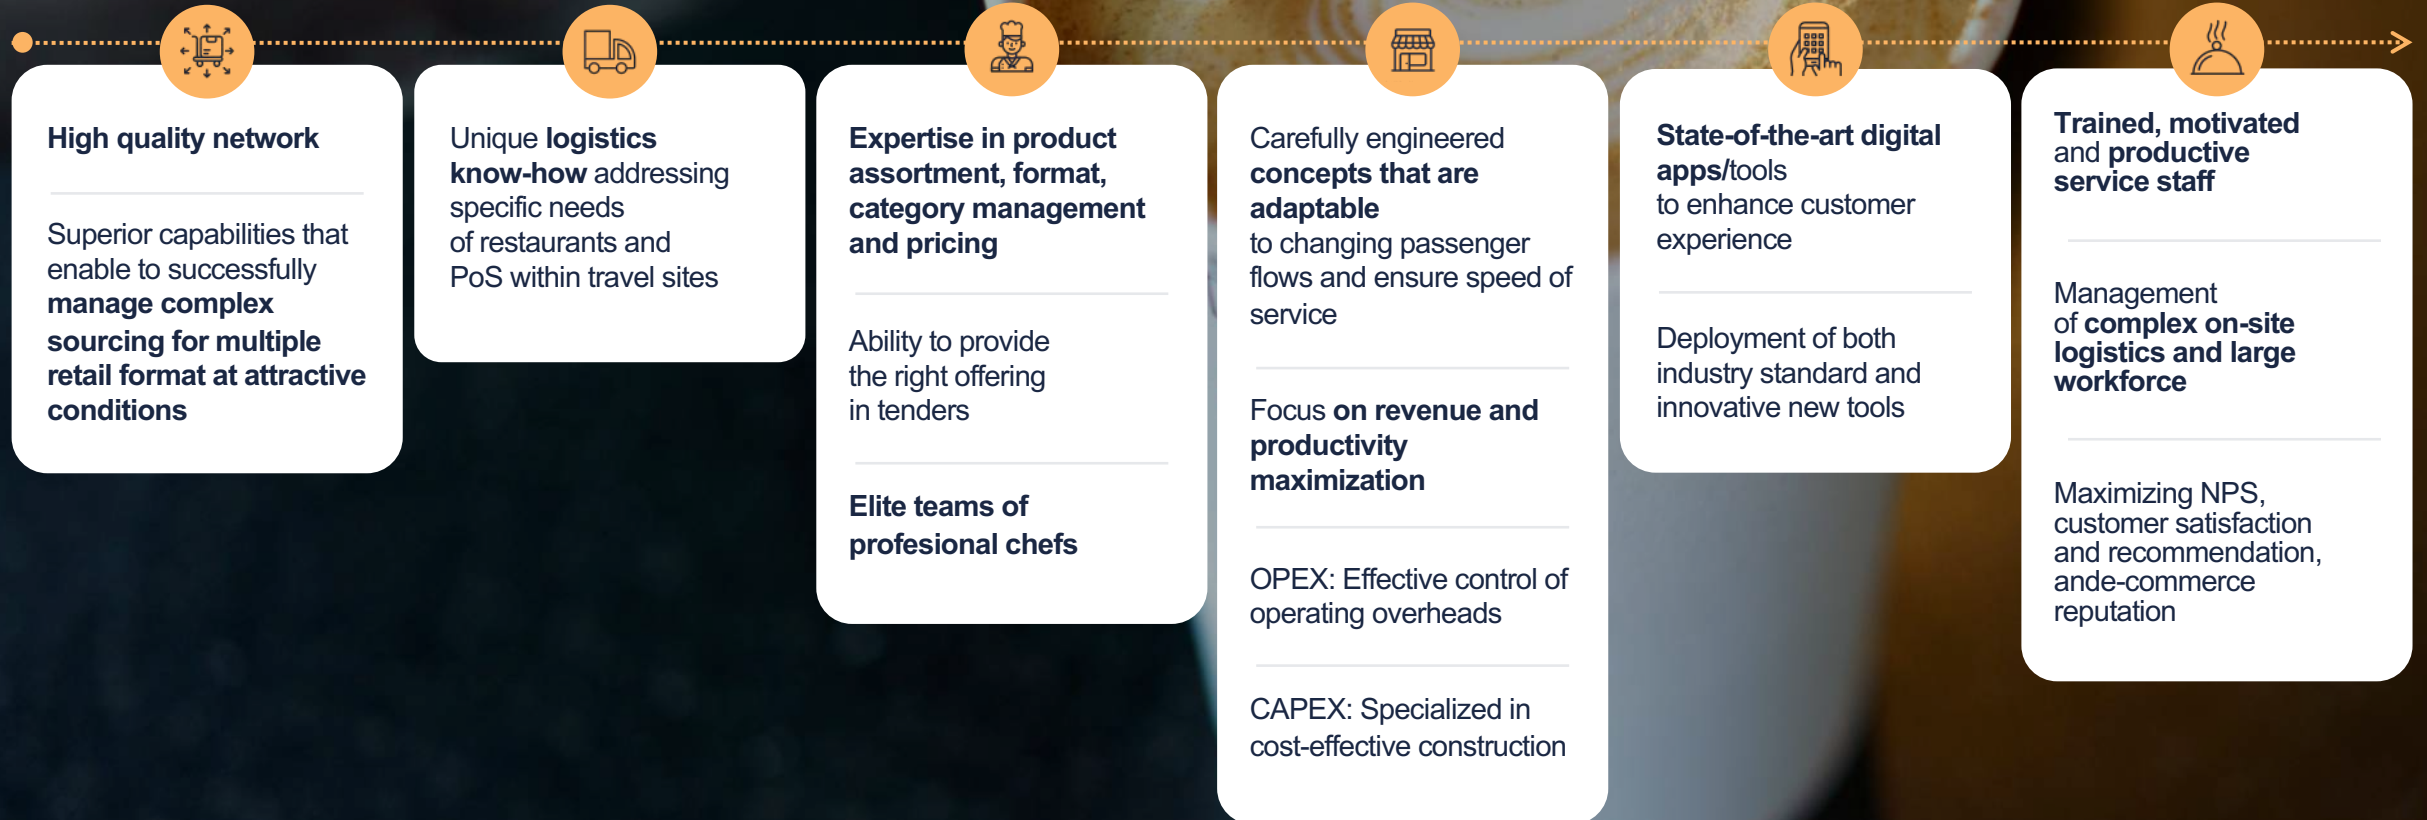 High quality network
Superior capabilities that
enable to successfully
manage complex
sourcing for multiple
retail format at attractive
conditions
Unique logistics
know-how addressing
specific needs
of restaurants and
PoS within travel sites
Expertise in product
assortment, format,
category management
and pricing
Ability to provide
the right offering
in tenders
Elite teams of
profesional chefs
Carefully engineered
concepts that are
adaptable
to changing passenger
flows and ensure speed of
service
Focus on revenue and
productivity
maximization
OPEX: Effective control of
operating overheads
CAPEX: Specialized in
cost-effective construction
State-of-the-art digital
apps/tools
to enhance customer
experience
Deployment of both
industry standard and
innovative new tools
Trained, motivated
and productive
service staff
Management
of complex on-site
logistics and large
workforce
Maximizing NPS,
customer satisfaction
and recommendation,
ande-commerce
reputation